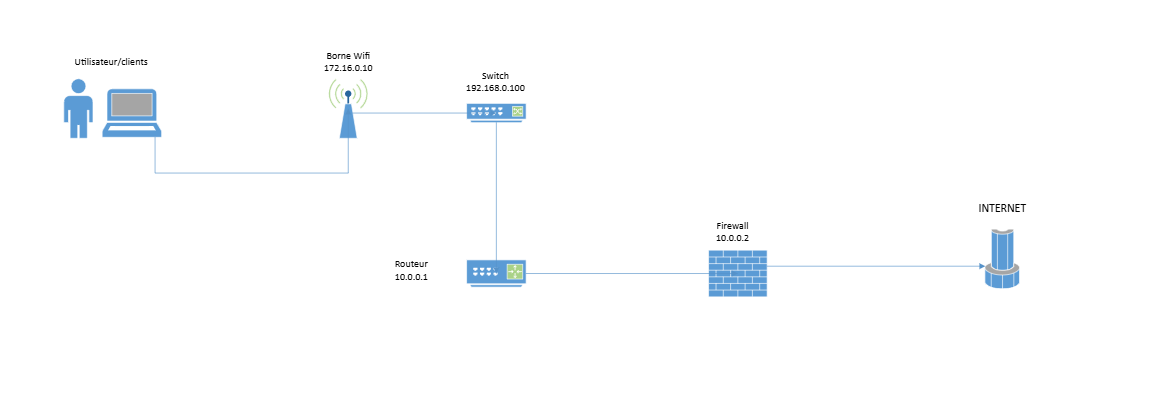 Utilisateur/clients
Borne Wifi
172.16.0.10
Switch
192.168.0.100
Routeur
10.0.0.1
Firewall
10.0.0.2
INTERNET